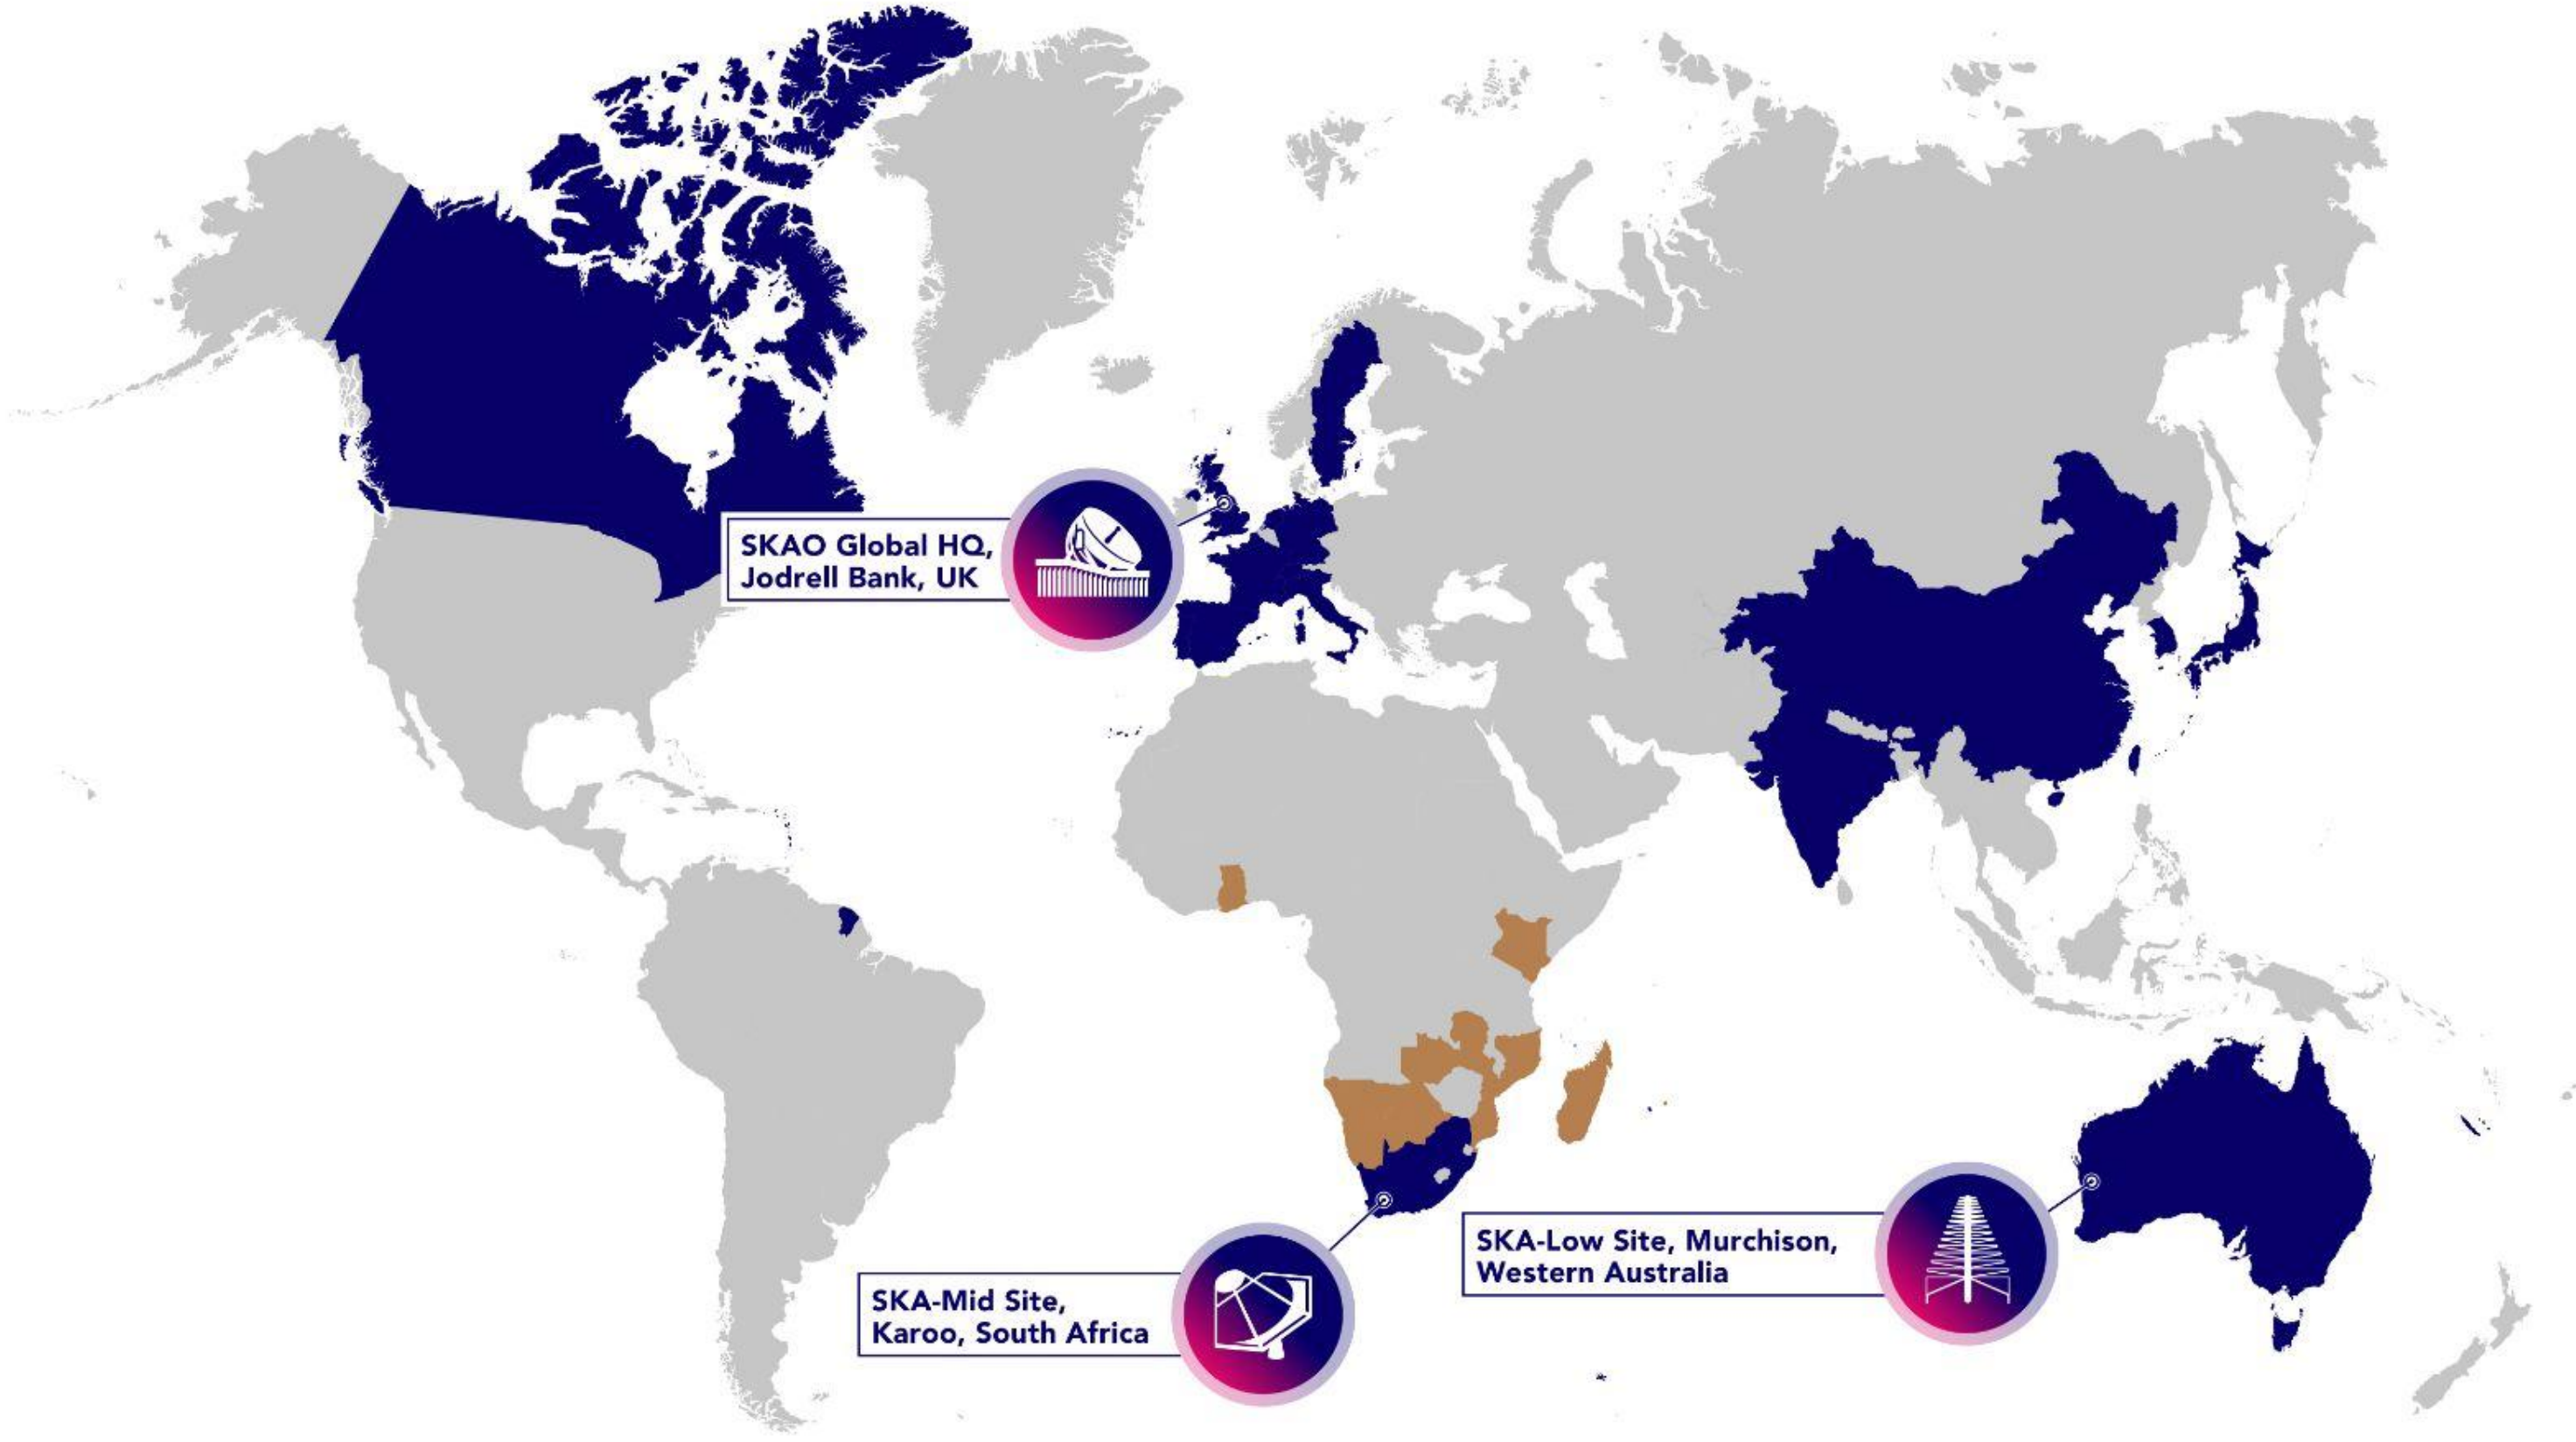 SKAO Global HQ,
Jodrell Bank, UK
SKA-Mid Site,
Karoo, South Africa
SKA-Low Site, Murchison,
Western Australia